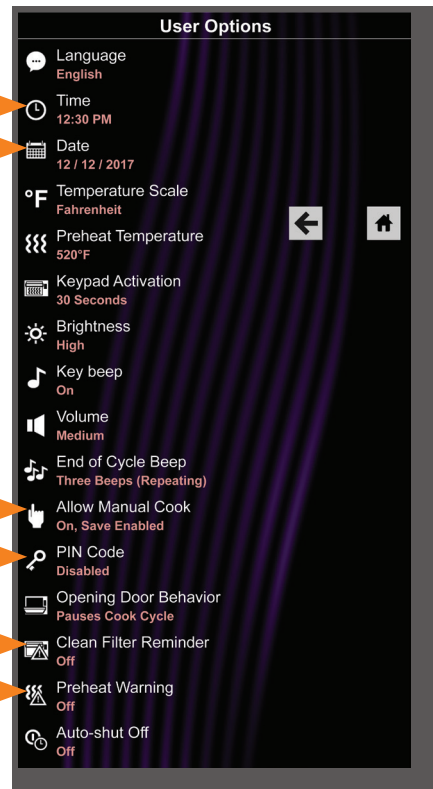 User Options
Language
English
Time
12:30 PM
Date
12 / 12 / 2017
°F
Temperature Scale
Fahrenheit
Preheat Temperature
520°F
Keypad Activation
30 Seconds
Brightness
High
Key beep
On
Volume
Medium
End of Cycle Beep
Three Beeps (Repeating)
Allow Manual Cook
On, Save Enabled
PIN Code
Disabled
Opening Door Behavior
Pauses Cook Cycle
Clean Filter Reminder
Off
Preheat Warning
Off
Auto-shut Off
Off